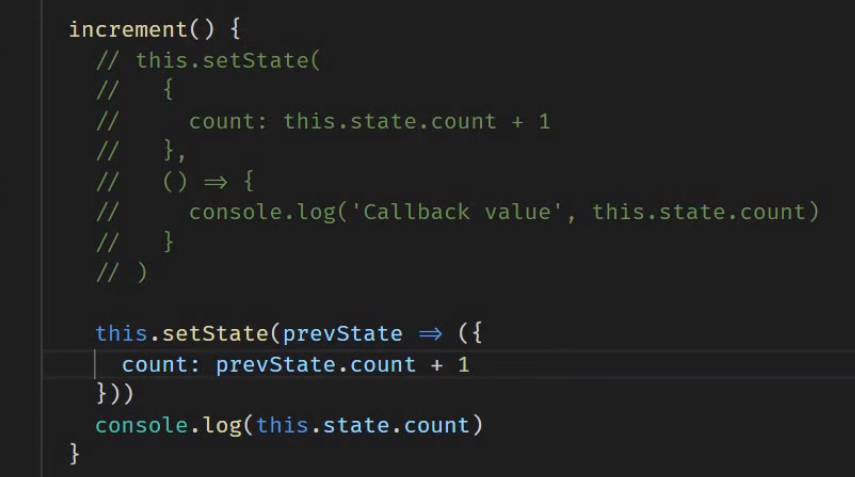 increment() {
// this.setState(
// {
// count: this.state.count + 1
// },
// () => {
// console.log('Callback value', this.state.count)
// }
// )
this.setState(prevState => ({
count: prevState.count + 1
}))
console.log(this.state.count)
}